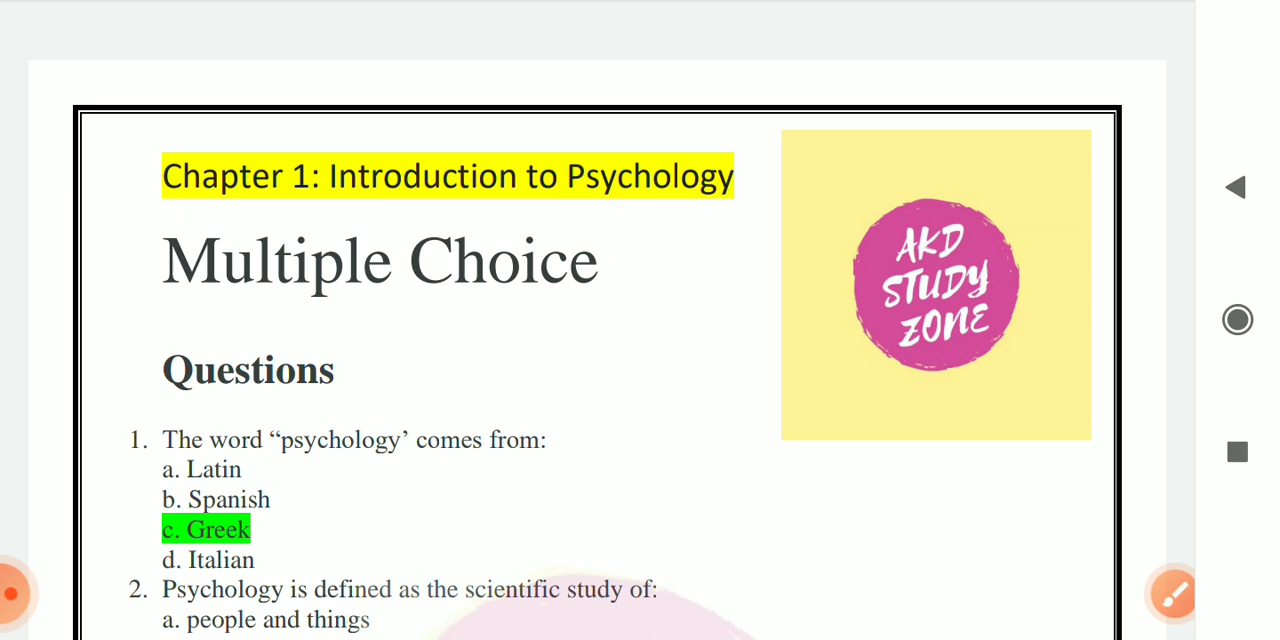 Chapter 1: Introduction to Psychology
Multiple Choice
AKD
STUDY
ZONE
Questions
1. The word “psychology’ comes from:
a. Latin
b. Spanish
c. Greek
d. Italian
2. Psychology is defined as the scientific study of:
a. people and things